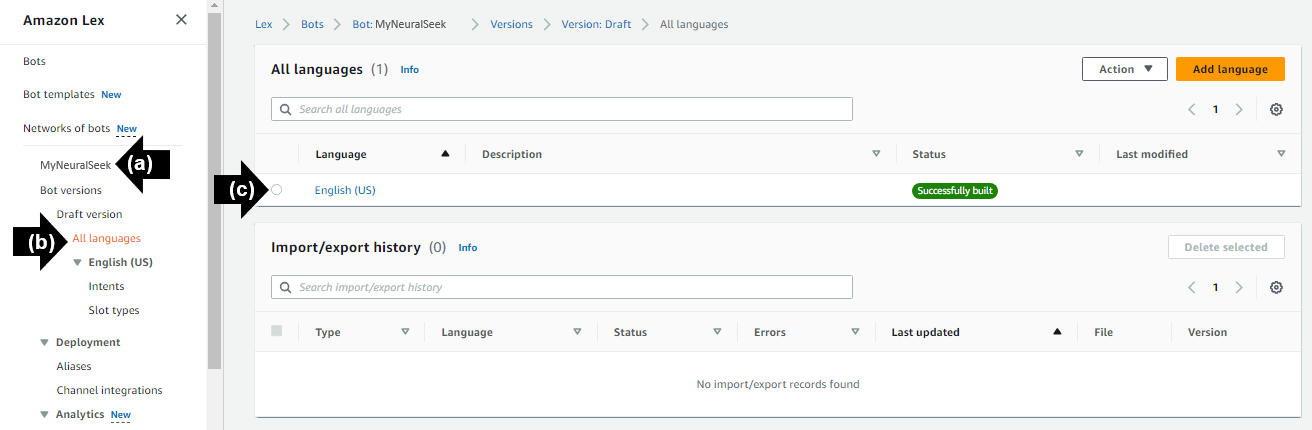 Amazon Lex
Bots
Bot templates New
Networks of bots New
MyNeuralSeek (a)
Bot versions
Draft version
(b) All languages
English (US)
Intents
Slot types
Deployment
Aliases
Channel integrations
Analytics New
Lex Bots Bot: MyNeuralSeek Versions Version: Draft All languages
All languages (1) Info Action Add language
Search all languages 1
Language Description Status Last modified
(c) English (US) Successfully built
Import/export history (0) Info Delete selected
Search import/export history 1
Type Language Status Errors Last updated File Version
No import/export records found